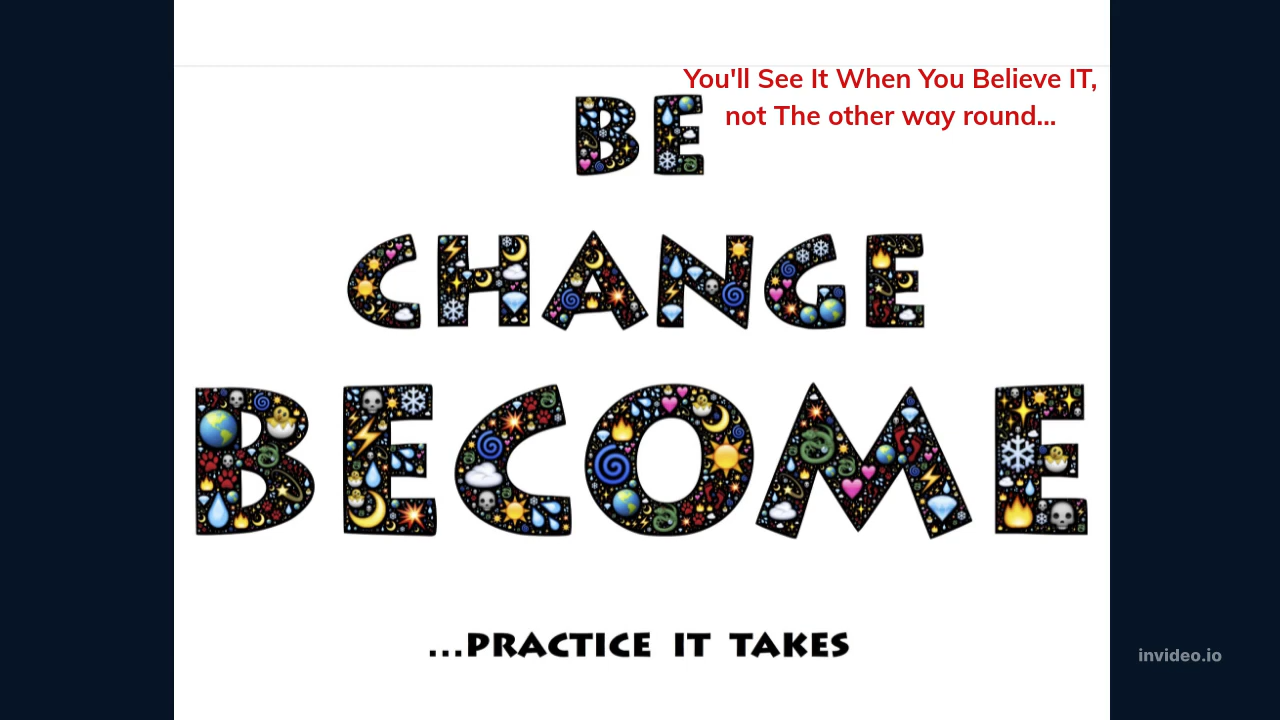 You'll See It When You Believe IT,
not The other way round...
BE
CHANGE
BECOME
...PRACTICE IT TAKES
invideo.io